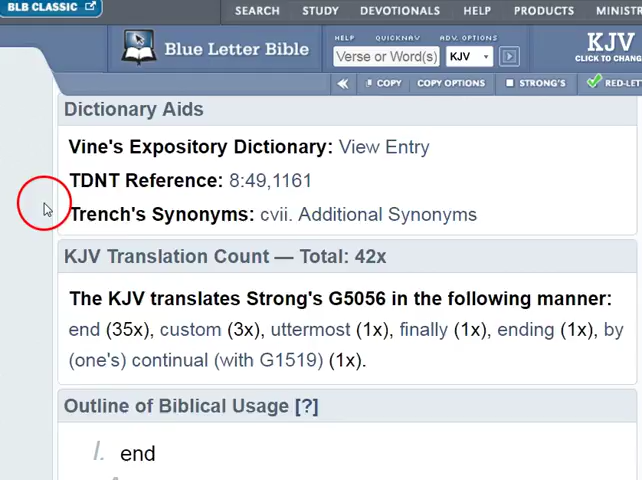 BLB CLASSIC
SEARCH STUDY DEVOTIONALS HELP PRODUCTS MINISTR
Blue Letter Bible
HELP QUICKNAV ADV. OPTIONS
Verse or Word(s) KJV
KJV
CLICK TO CHANG
COPY COPY OPTIONS STRONG'S RED-LET
Dictionary Aids
Vine's Expository Dictionary: View Entry
TDNT Reference: 8:49,1161
Trench's Synonyms: cvii. Additional Synonyms
KJV Translation Count — Total: 42x
The KJV translates Strong's G5056 in the following manner:
end (35x), custom (3x), uttermost (1x), finally (1x), ending (1x), by
(one's) continual (with G1519) (1x).
Outline of Biblical Usage [?]
I. end